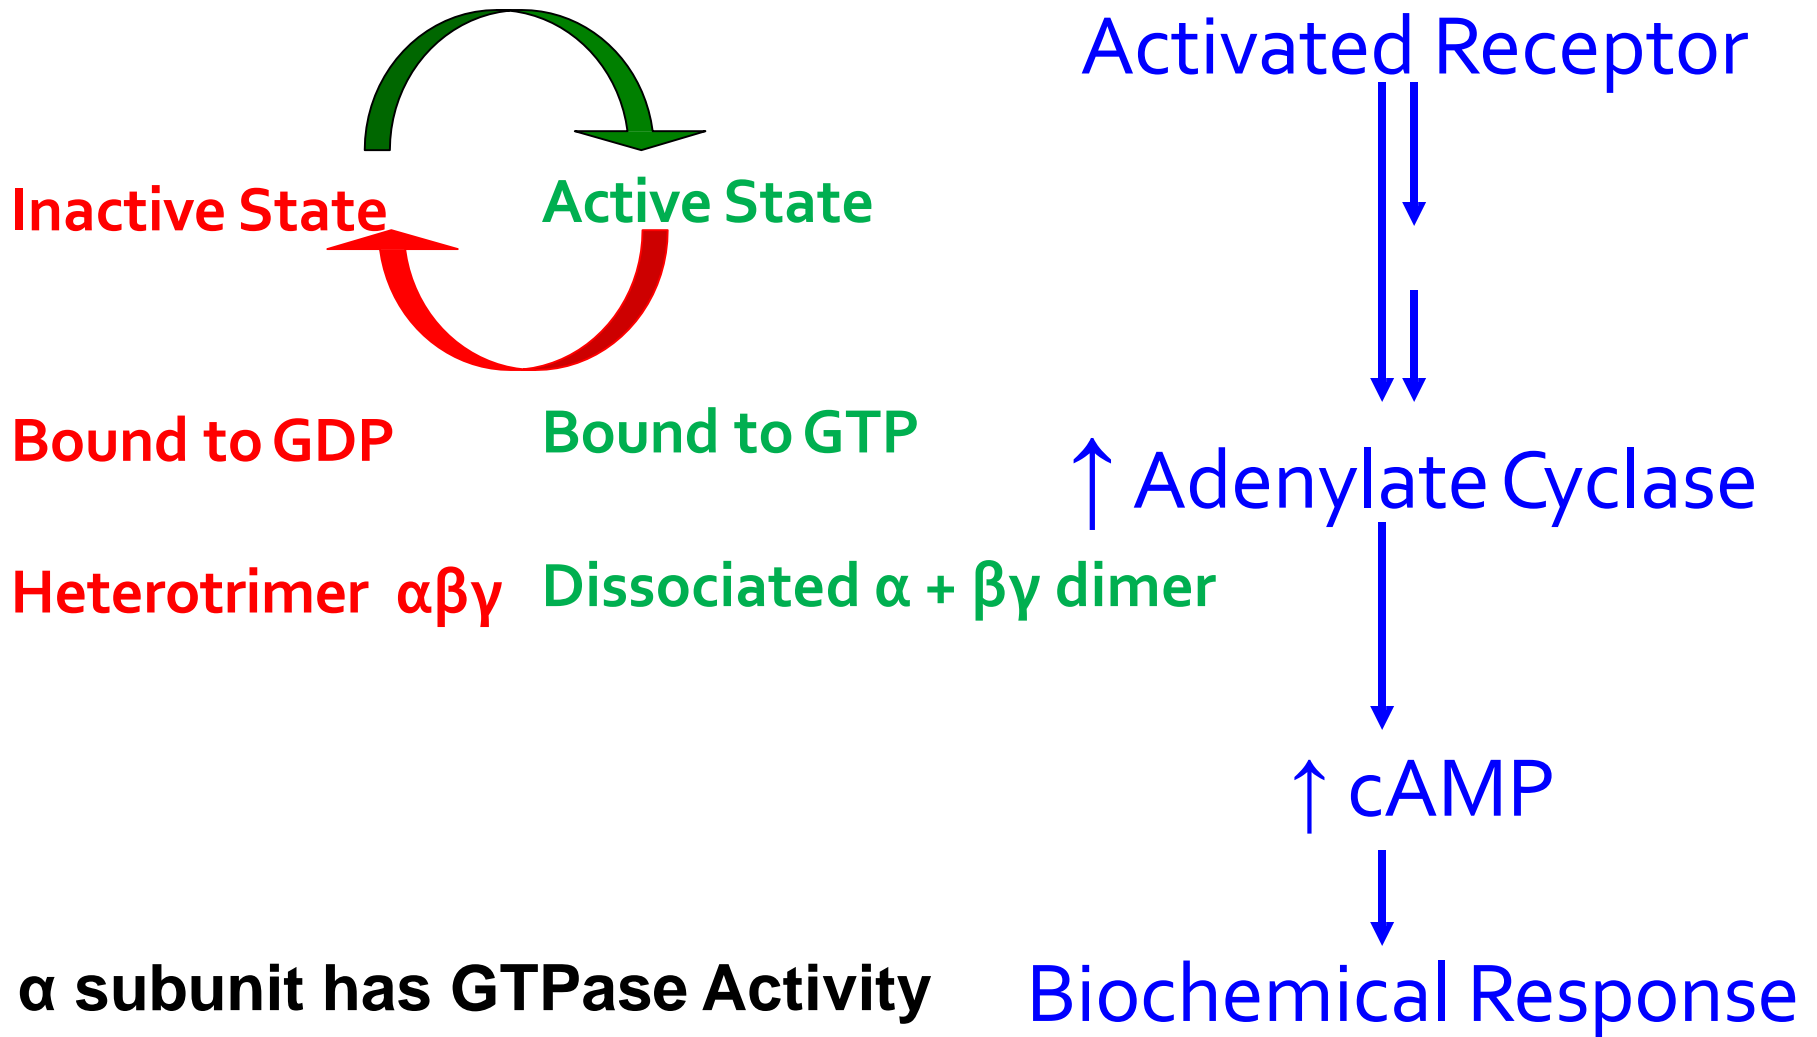 Inactive State
Active State
Bound to GDP
Bound to GTP
Heterotrimer αβγ
Dissociated α + βγ dimer
α subunit has GTPase Activity
Activated Receptor
↑ Adenylate Cyclase
↑ cAMP
Biochemical Response